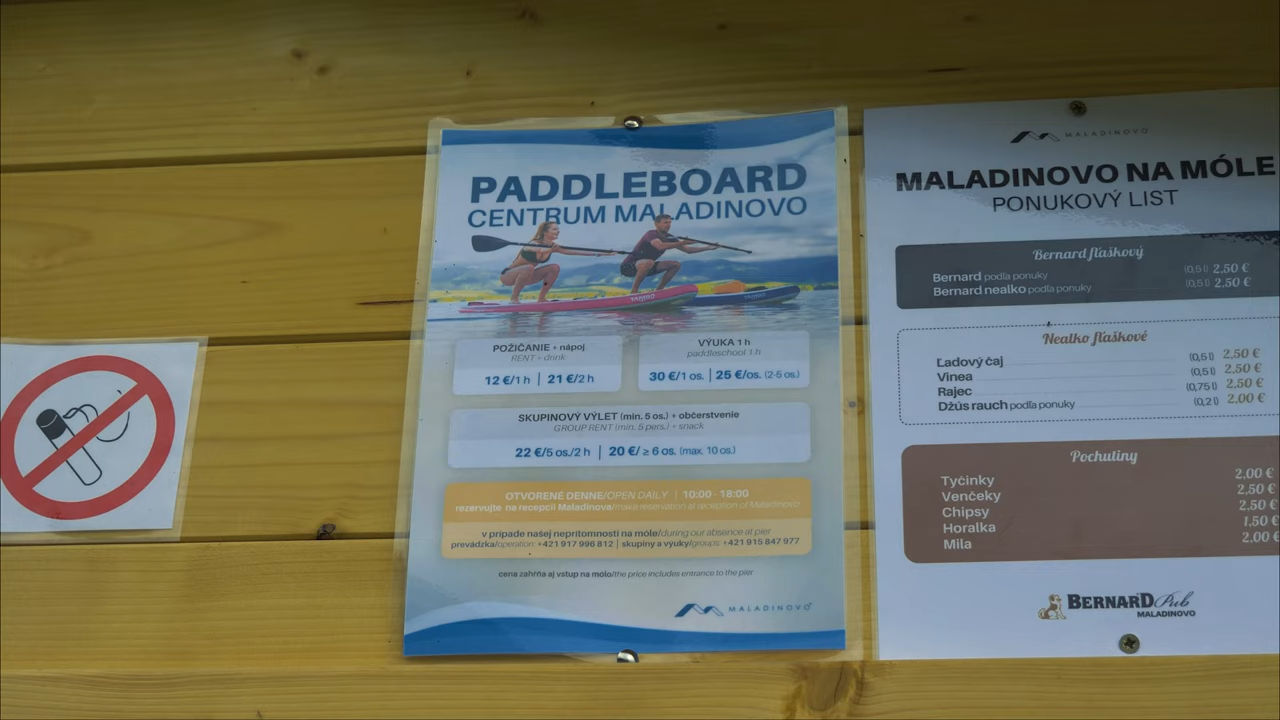 PADDLEBOARD
CENTRUM MALADINOVO
POŽIČANIE + nápoj
RENT + drink
12 €/1 h | 21 €/2 h
VÝUKA 1 h
paddleschool 1 h
30 €/1 os. | 25 €/os. (2-5 os.)
SKUPINOVÝ VÝLET (min. 5 os.) + občerstvenie
GROUP RENT (min. 5 pers.) + snack
22 €/5 os./2 h | 20 €/ ≥ 6 os. (max. 10 os.)
OTVORENÉ DENNE/OPEN DAILY | 10:00 - 18:00
rezervujte na recepcii Maladinova/make reservation at reception of Maladinovo
v prípade našej neprítomnosti na móle/during our absence at pier
prevádzka/operation: +421 917 996 812 | skupiny a výuky/groups: +421 915 847 977
cena zahŕňa aj vstup na mólo/the price includes entrance to the pier
MALADINOVO
MALADINOVO
MALADINOVO NA MÓLE
PONUKOVÝ LIST
Bernard fľaškový
Bernard podľa ponuky (0,5 l) 2.50 €
Bernard nealko podľa ponuky (0,5 l) 2.50 €
Nealko fľaškové
Ľadový čaj (0,5 l) 2.50 €
Vinea (0,5 l) 2.50 €
Rajec (0,75 l) 2.50 €
Džús rauch podľa ponuky (0,2 l) 2.00 €
Pochutiny
Tyčinky 2,00 €
Venčeky 2.50 €
Chipsy 2.50 €
Horalka 1.50 €
Mila 2.00 €
BERNARD Pub
MALADINOVO